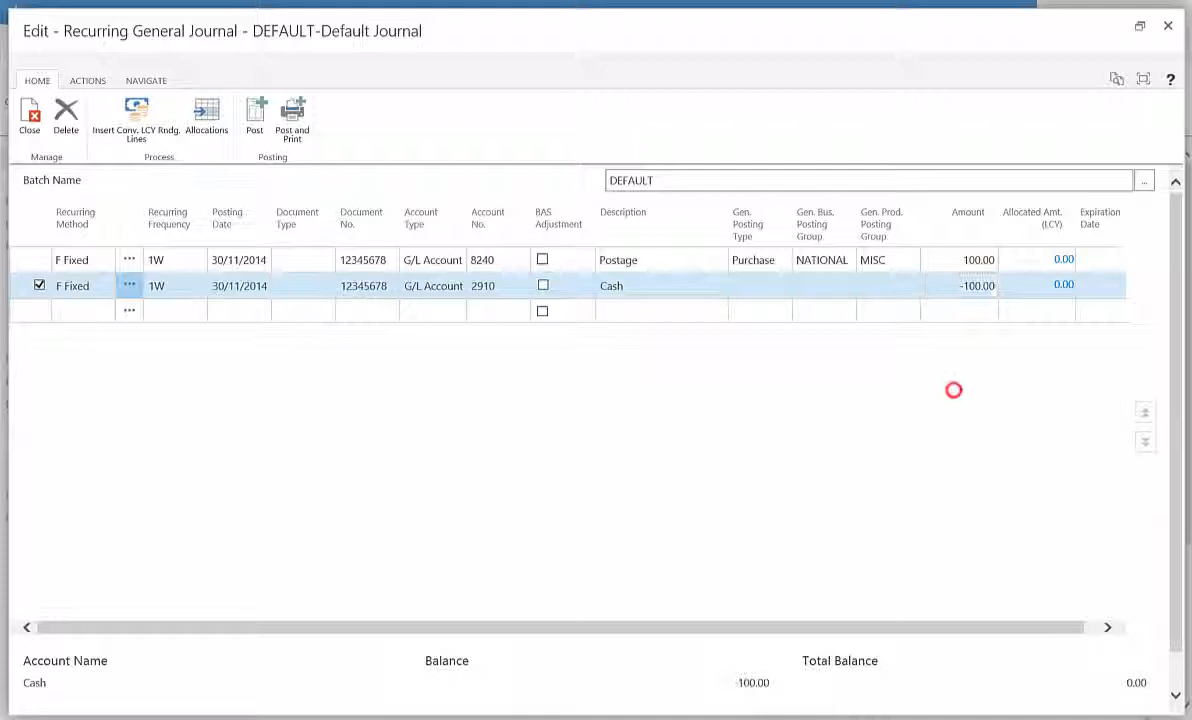 Edit - Recurring General Journal - DEFAULT-Default Journal
HOME ACTIONS NAVIGATE ?
Close Delete Insert Conv. LCY Rndg. Lines Allocations Post Post and Print
Manage Process Posting
Batch Name DEFAULT ...
Recurring Method Recurring Frequency Posting Date Document Type Document No. Account Type Account No. BAS Adjustment Description Gen. Posting Type Gen. Bus. Posting Group Gen. Prod. Posting Group Amount Allocated Amt. (LCY) Expiration Date
F Fixed ... 1W 30/11/2014 12345678 G/L Account 8240 Postage Purchase NATIONAL MISC 100.00 0.00
F Fixed ... 1W 30/11/2014 12345678 G/L Account 2910 Cash -100.00 0.00
...
Account Name Balance Total Balance
Cash -100.00 0.00